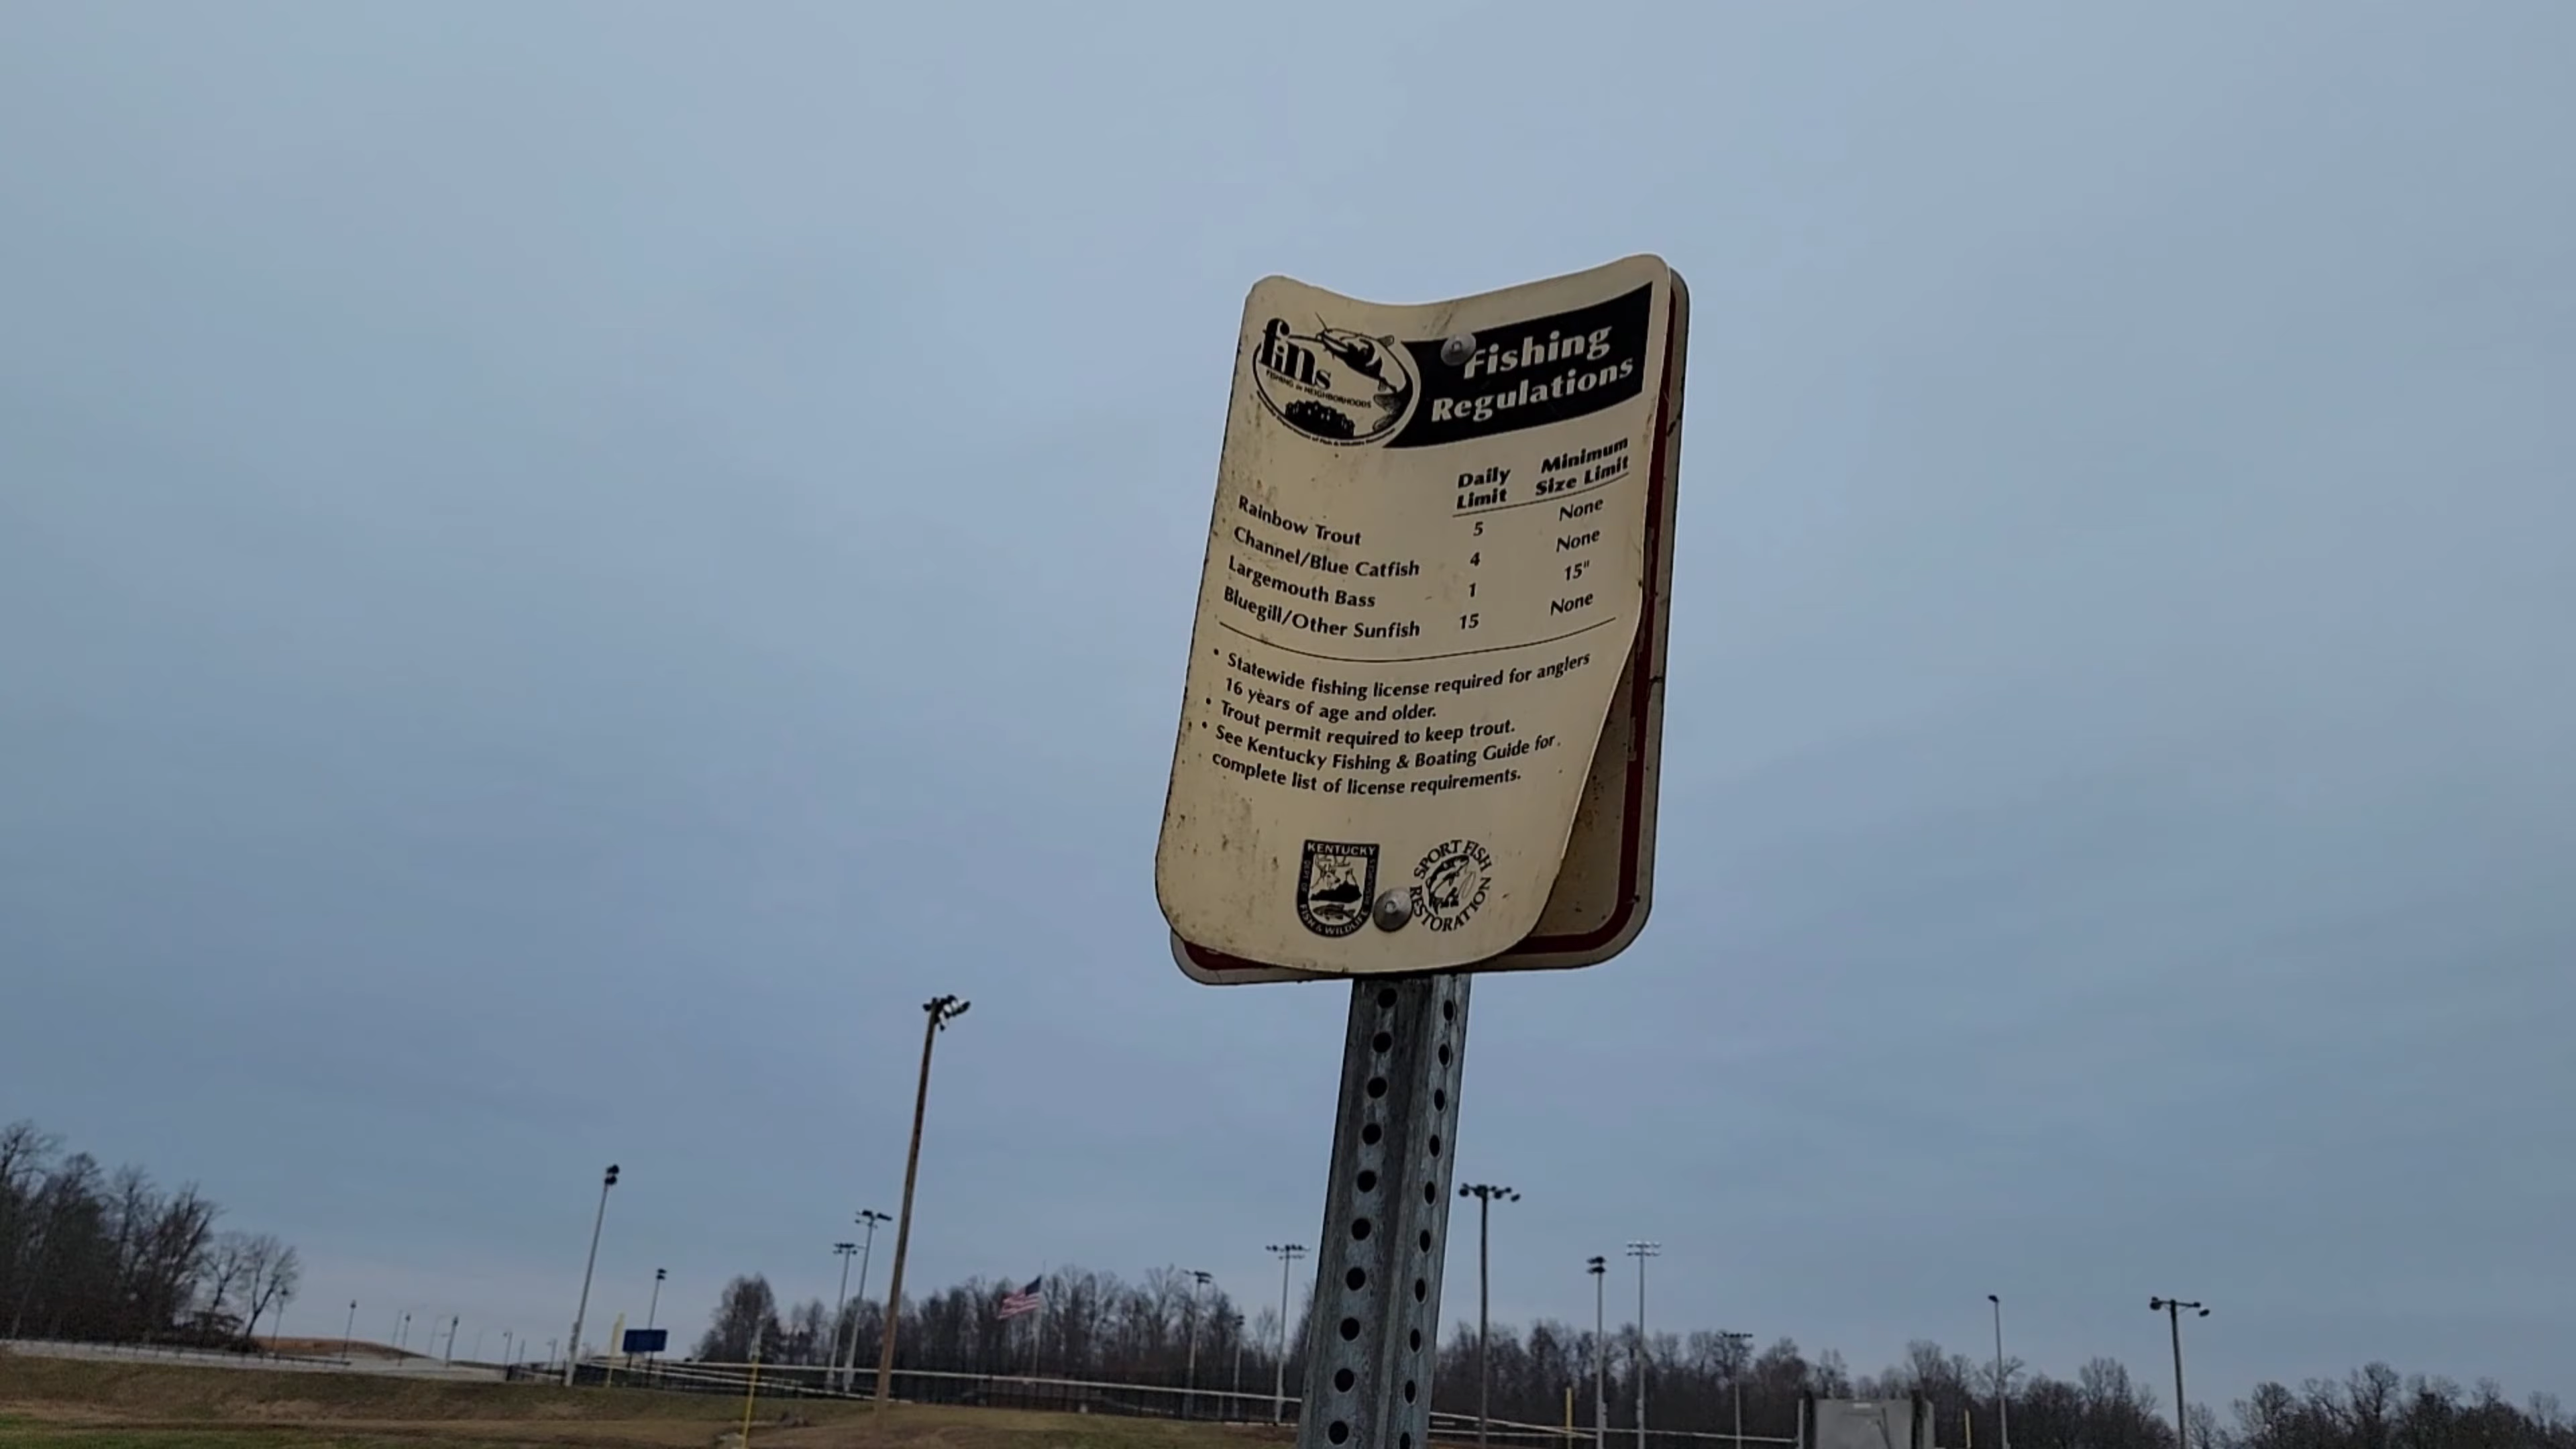 fins
FISHING in NEIGHBORHOODS
Fishing
Regulations
Daily Limit
Minimum Size Limit
Rainbow Trout 5 None
Channel/Blue Catfish 4 None
Largemouth Bass 1 15"
Bluegill/Other Sunfish 15 None
• Statewide fishing license required for anglers
16 years of age and older.
• Trout permit required to keep trout.
• See Kentucky Fishing & Boating Guide for
complete list of license requirements.
KENTUCKY
FISH & WILDLIFE
SPORT FISH
RESTORATION